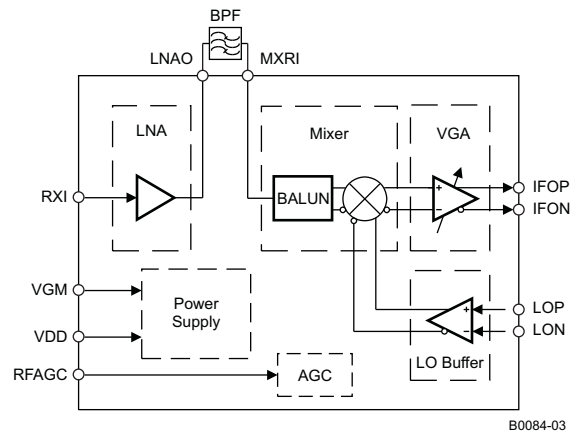 BPF
LNAO
MXRI
LNA
Mixer
VGA
RXI
BALUN
+
−
IFOP
IFON
VGM
Power
Supply
VDD
+
−
LOP
LON
LO Buffer
RFAGC
AGC
B0084-03